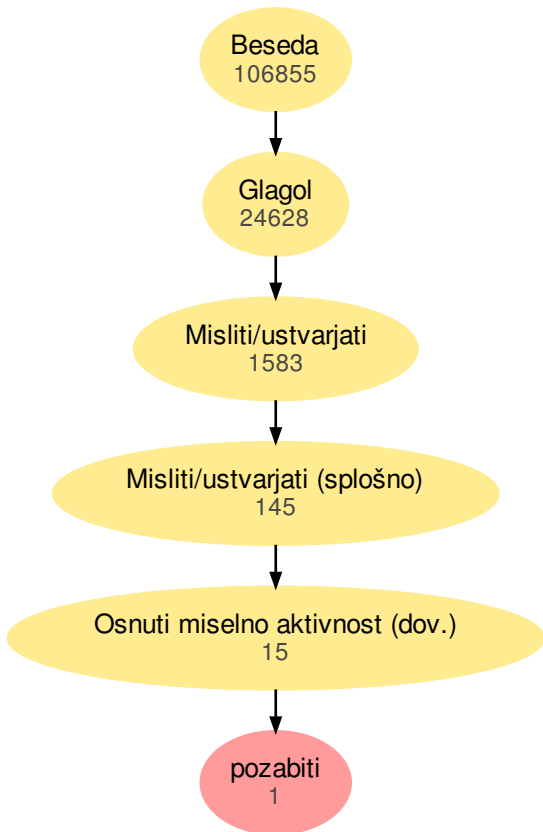 Beseda
106855
Glagol
24628
Misliti/ustvarjati
1583
Misliti/ustvarjati (splošno)
145
Osnuti miselno aktivnost (dov.)
15
pozabiti
1